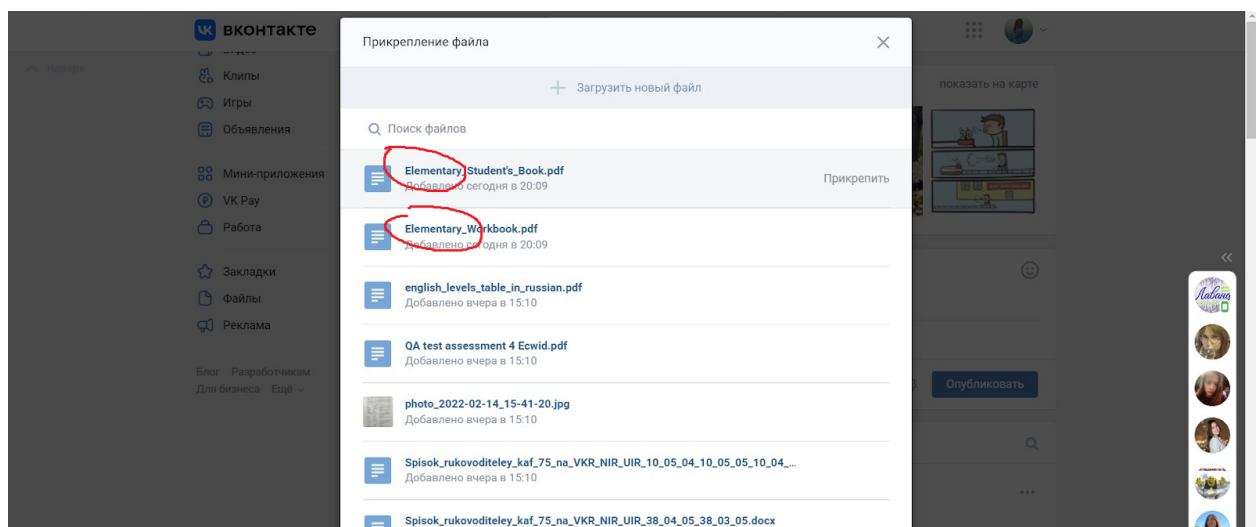 вконтакте
Видео
Наверх
Клипы
Игры
Объявления
Мини-приложения
VK Pay
Работа
Закладки
Файлы
Реклама
Блог Разработчикам
Для бизнеса Ещё
Прикрепление файла
Загрузить новый файл
Поиск файлов
Elementary_Student's_Book.pdf
Добавлено сегодня в 20:09
Прикрепить
Elementary_Workbook.pdf
Добавлено сегодня в 20:09
english_levels_table_in_russian.pdf
Добавлено вчера в 15:10
QA test assessment 4 Ecwid.pdf
Добавлено вчера в 15:10
photo_2022-02-14_15-41-20.jpg
Добавлено вчера в 15:10
Spisok_rukovoditeley_kaf_75_na_VKR_NIR_UIR_10_05_04_10_05_05_10_04_...
Добавлено вчера в 15:10
Spisok_rukovoditeley_kaf_75_na_VKR_NIR_UIR_38_04_05_38_03_05.docx
показать на карте
Опубликовать